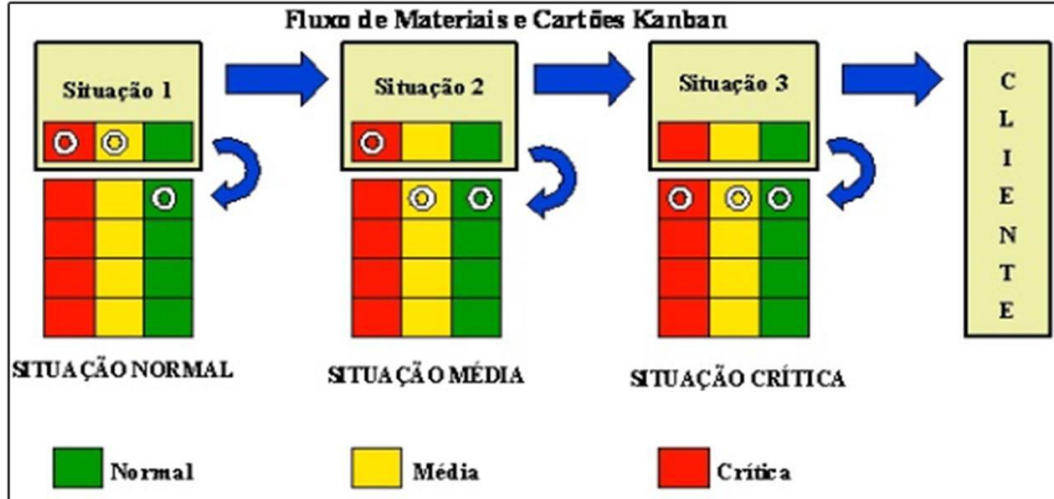 Fluxo de Materiais e Cartões Kanban
Situação 1
Situação 2
Situação 3
CLIENTE
SITUAÇÃO NORMAL
SITUAÇÃO MÉDIA
SITUAÇÃO CRÍTICA
Normal
Média
Crítica